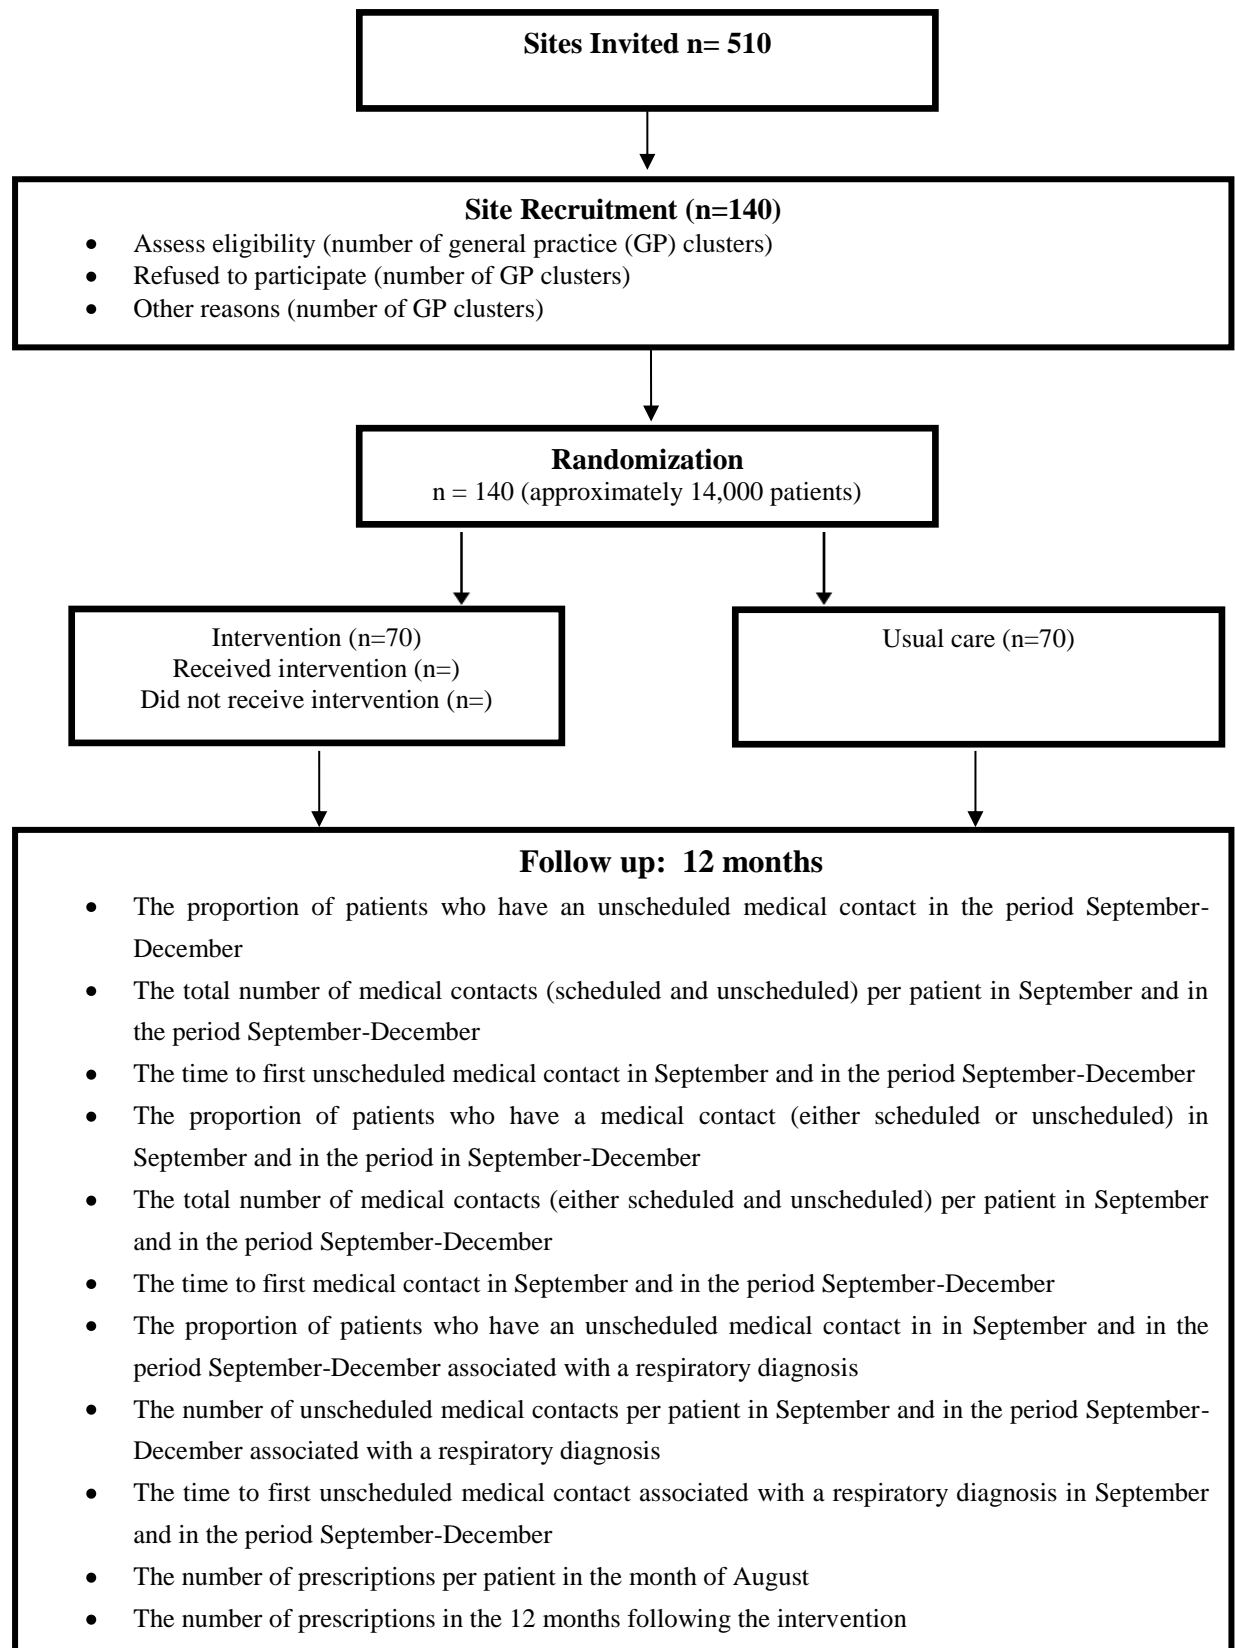 Sites Invited n= 510
Site Recruitment (n=140)
• Assess eligibility (number of general practice (GP) clusters)
• Refused to participate (number of GP clusters)
• Other reasons (number of GP clusters)
Randomization
n = 140 (approximately 14,000 patients)
Intervention (n=70)
Received intervention (n=)
Did not receive intervention (n=)
Usual care (n=70)
Follow up: 12 months
• The proportion of patients who have an unscheduled medical contact in the period September-
December
• The total number of medical contacts (scheduled and unscheduled) per patient in September and in
the period September-December
• The time to first unscheduled medical contact in September and in the period September-December
• The proportion of patients who have a medical contact (either scheduled or unscheduled) in
September and in the period in September-December
• The total number of medical contacts (either scheduled and unscheduled) per patient in September
and in the period September-December
• The time to first medical contact in September and in the period September-December
• The proportion of patients who have an unscheduled medical contact in in September and in the
period September-December associated with a respiratory diagnosis
• The number of unscheduled medical contacts per patient in September and in the period September-
December associated with a respiratory diagnosis
• The time to first unscheduled medical contact associated with a respiratory diagnosis in September
and in the period September-December
• The number of prescriptions per patient in the month of August
• The number of prescriptions in the 12 months following the intervention